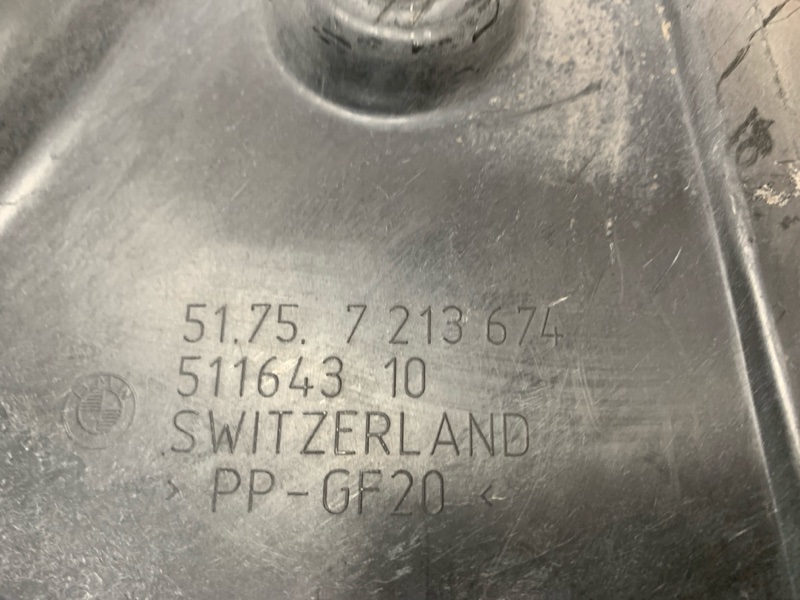 51.75. 7 213 674
511643 10
SWITZERLAND
> PP-GF20 <